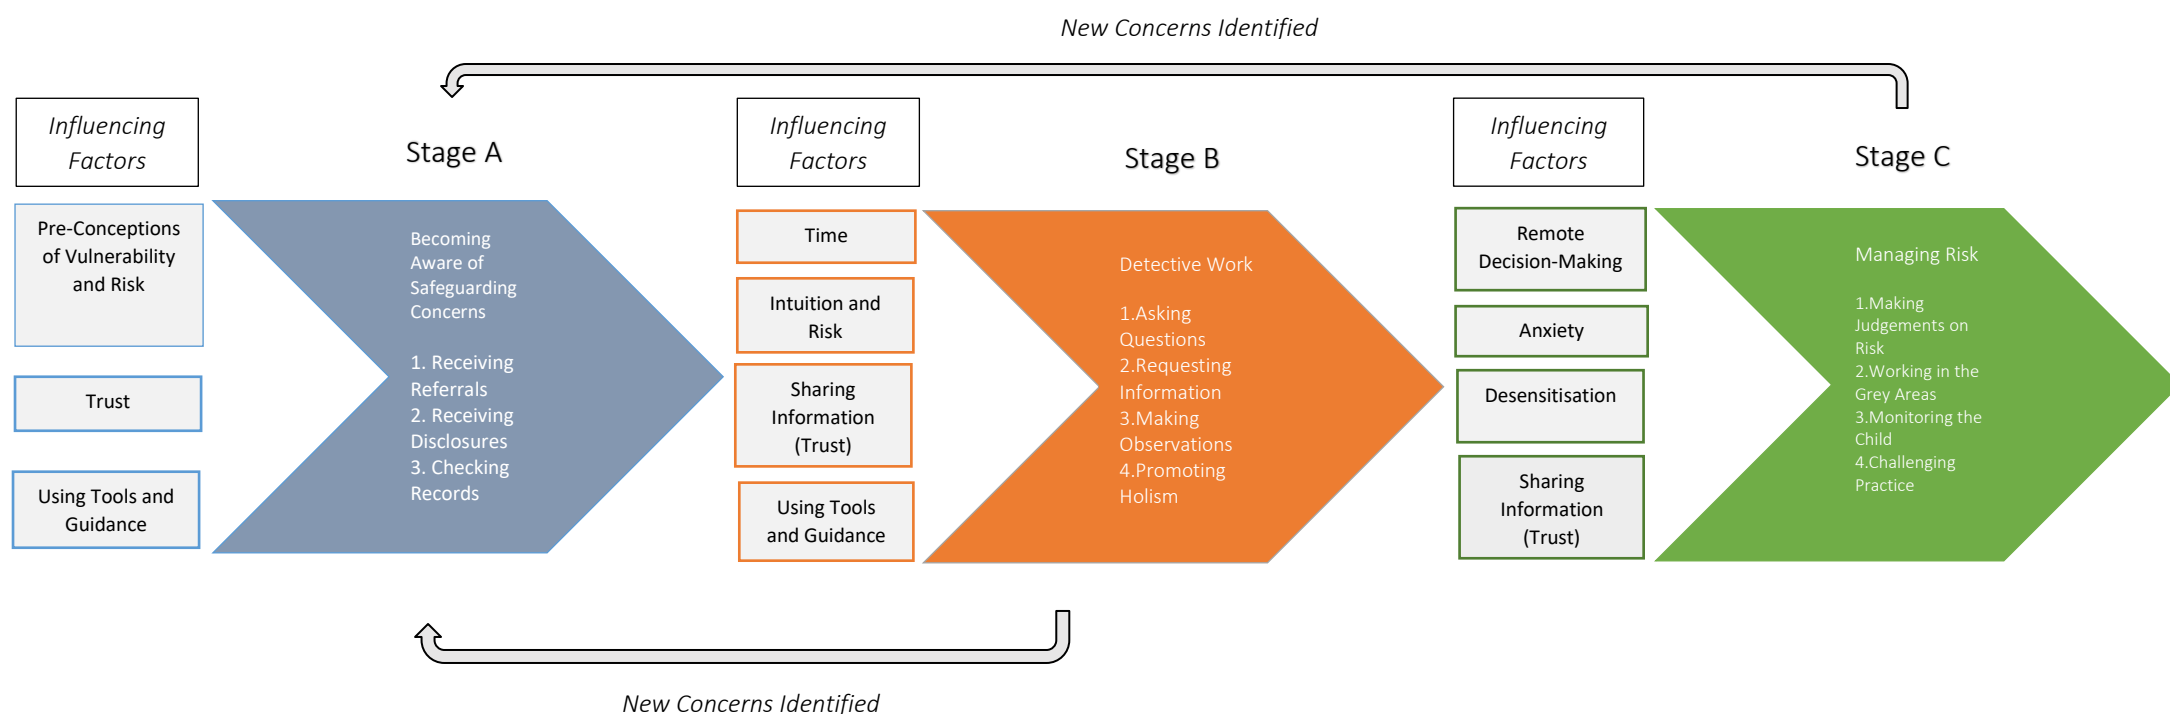 New Concerns Identified
Influencing
Factors
Stage A
Pre-Conceptions
of Vulnerability
and Risk
Trust
Using Tools and
Guidance
Becoming
Aware of
Safeguarding
Concerns
1. Receiving
Referrals
2. Receiving
Disclosures
3. Checking
Records
Influencing
Factors
Stage B
Time
Intuition and
Risk
Sharing
Information
(Trust)
Using Tools
and Guidance
Detective Work
1.Asking
Questions
2.Requesting
Information
3.Making
Observations
4.Promoting
Holism
Influencing
Factors
Stage C
Remote
Decision-Making
Anxiety
Desensitisation
Sharing
Information
(Trust)
Managing Risk
1.Making
Judgements on
Risk
2.Working in the
Grey Areas
3.Monitoring the
Child
4.Challenging
Practice
New Concerns Identified